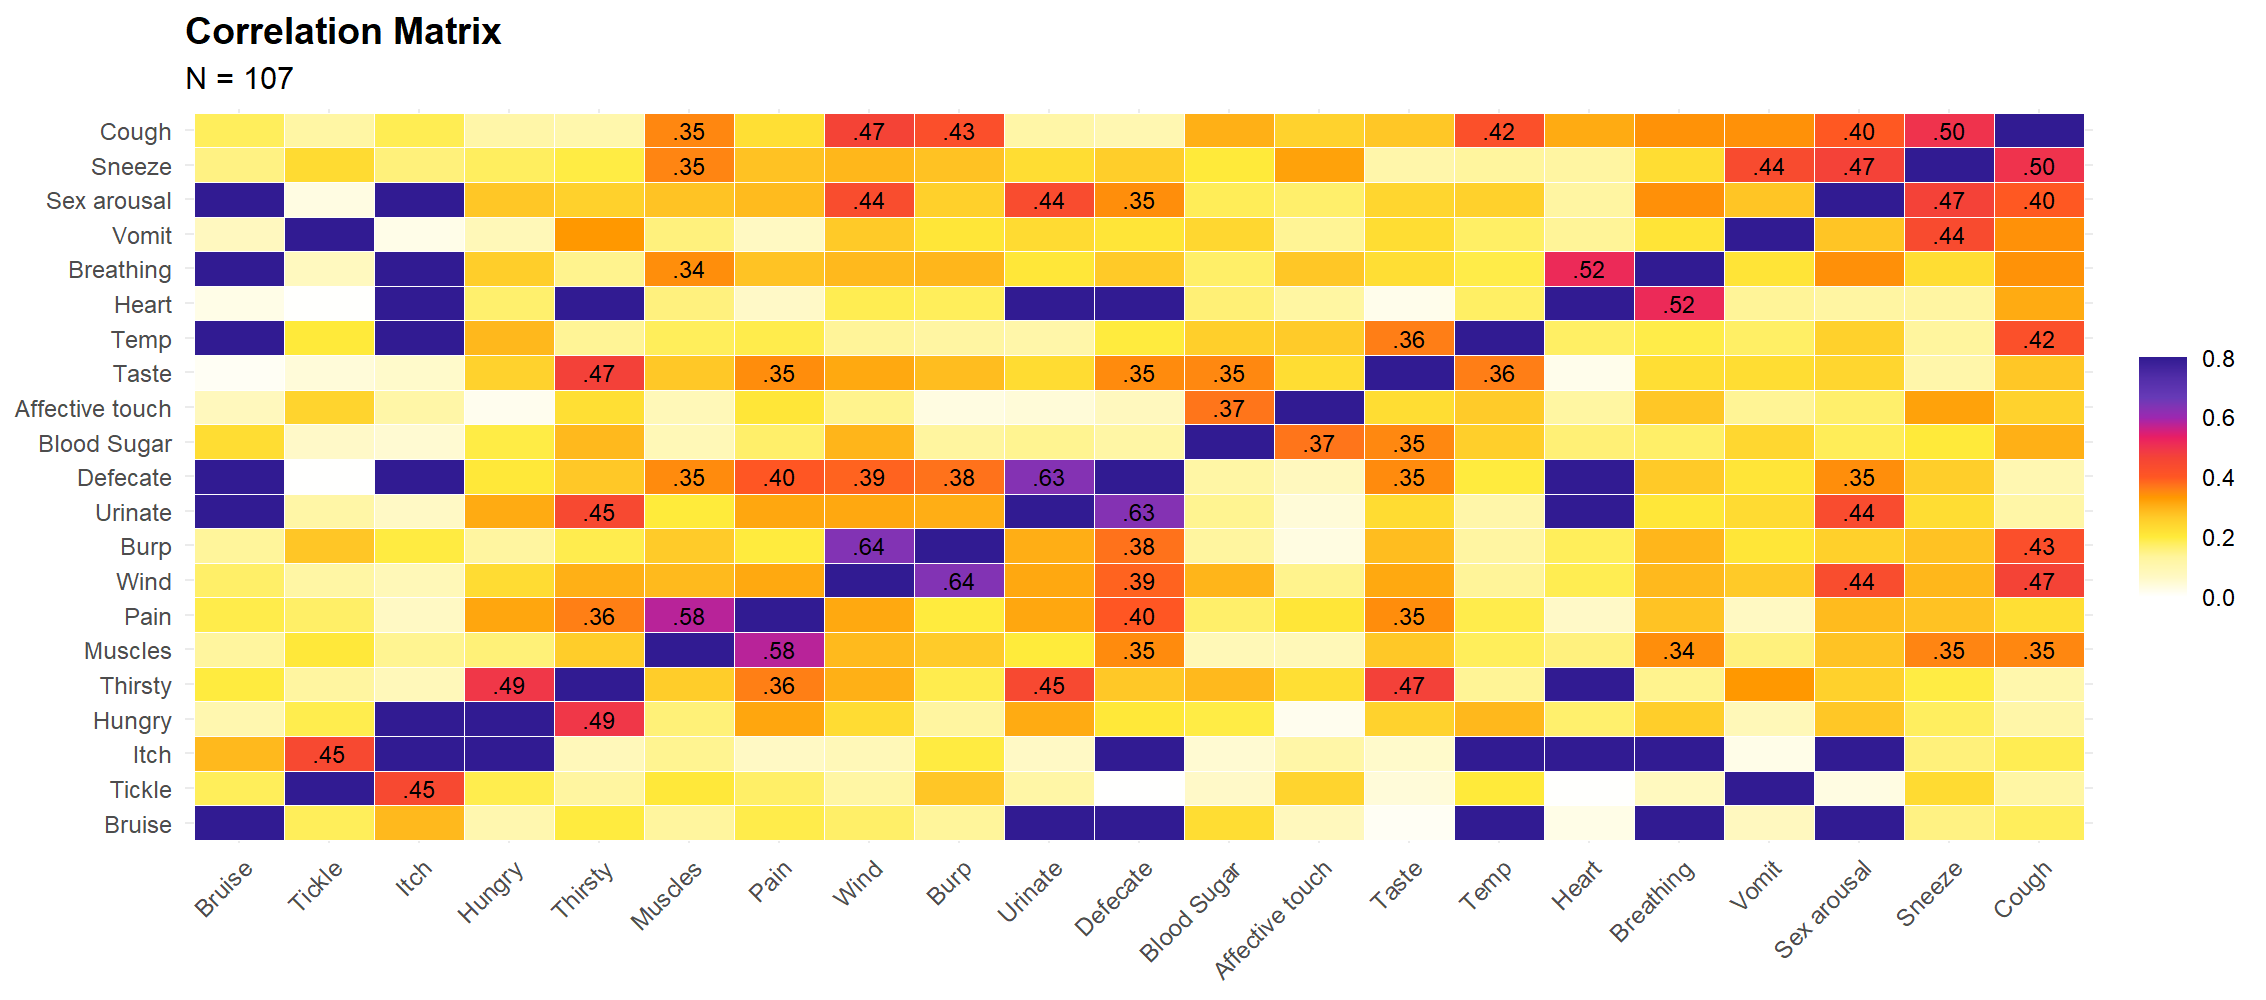 Correlation Matrix
N = 107
Cough .35 .47 .43 .42 .40 .50
Sneeze .35 .44 .47 .50
Sex arousal .44 .44 .35 .47 .40
Vomit .44
Breathing .34 .52
Heart .52
Temp .36 .42
Taste .47 .35 .35 .35 .36
Affective touch .37
Blood Sugar .37 .35
Defecate .35 .40 .39 .38 .63 .35 .35
Urinate .45 .63 .44
Burp .64 .38 .43
Wind .64 .39 .44 .47
Pain .36 .58 .40 .35
Muscles .58 .35 .34 .35 .35
Thirsty .49 .36 .45 .47
Hungry .49
Itch .45
Tickle .45
Bruise
Bruise Tickle Itch Hungry Thirsty Muscles Pain Wind Burp Urinate Defecate Blood Sugar Affective touch Taste Temp Heart Breathing Vomit Sex arousal Sneeze Cough
0.8
0.6
0.4
0.2
0.0